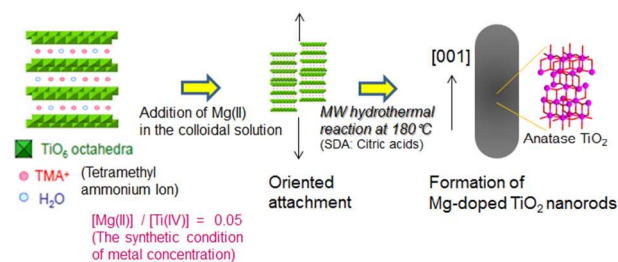 Addition of Mg(II)
in the colloidal solution
TiO6 octahedra
TMA+ (Tetramethyl
ammonium Ion)
H2O
[Mg(II)] / [Ti(IV)] = 0.05
(The synthetic condition
of metal concentration)
Oriented
attachment
MW hydrothermal
reaction at 180°C
(SDA: Citric acids)
[001]
Anatase TiO2
Formation of
Mg-doped TiO2 nanorods